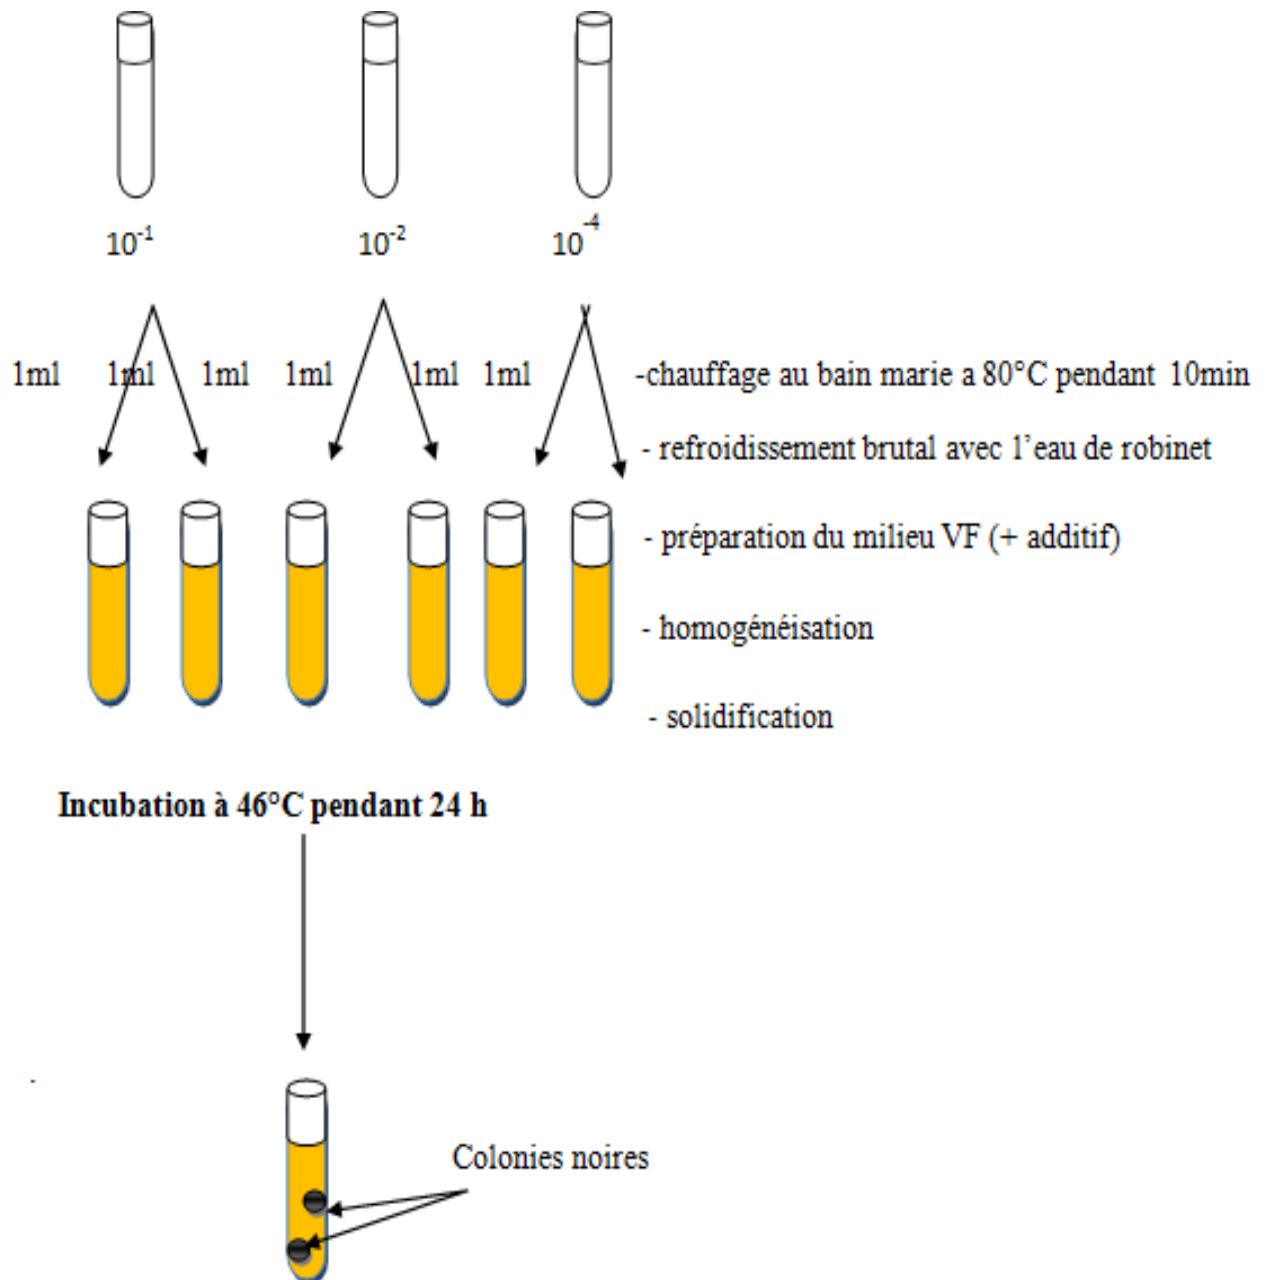 10⁻¹ 10⁻² 10⁻⁴
1ml 1ml 1ml 1ml 1ml 1ml -chauffage au bain marie a 80°C pendant 10min
- refroidissement brutal avec l’eau de robinet
- préparation du milieu VF (+ additif)
- homogénéisation
- solidification
Incubation à 46°C pendant 24 h
Colonies noires